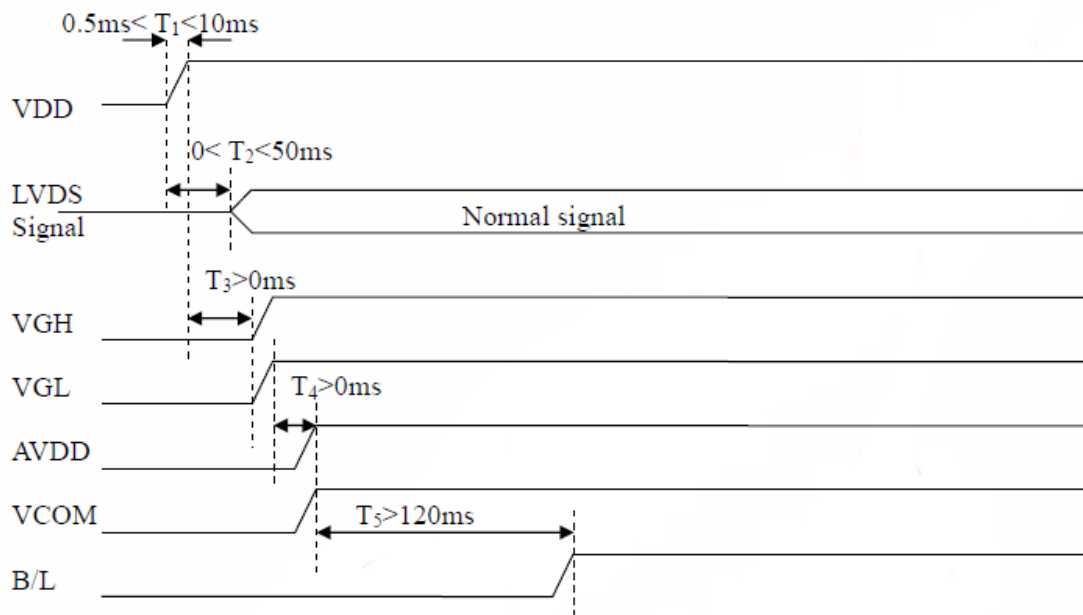 0.5ms< T₁<10ms
VDD
0< T₂<50ms
LVDS
Signal
Normal signal
T₃>0ms
VGH
VGL
T₄>0ms
AVDD
VCOM
T₅>120ms
B/L